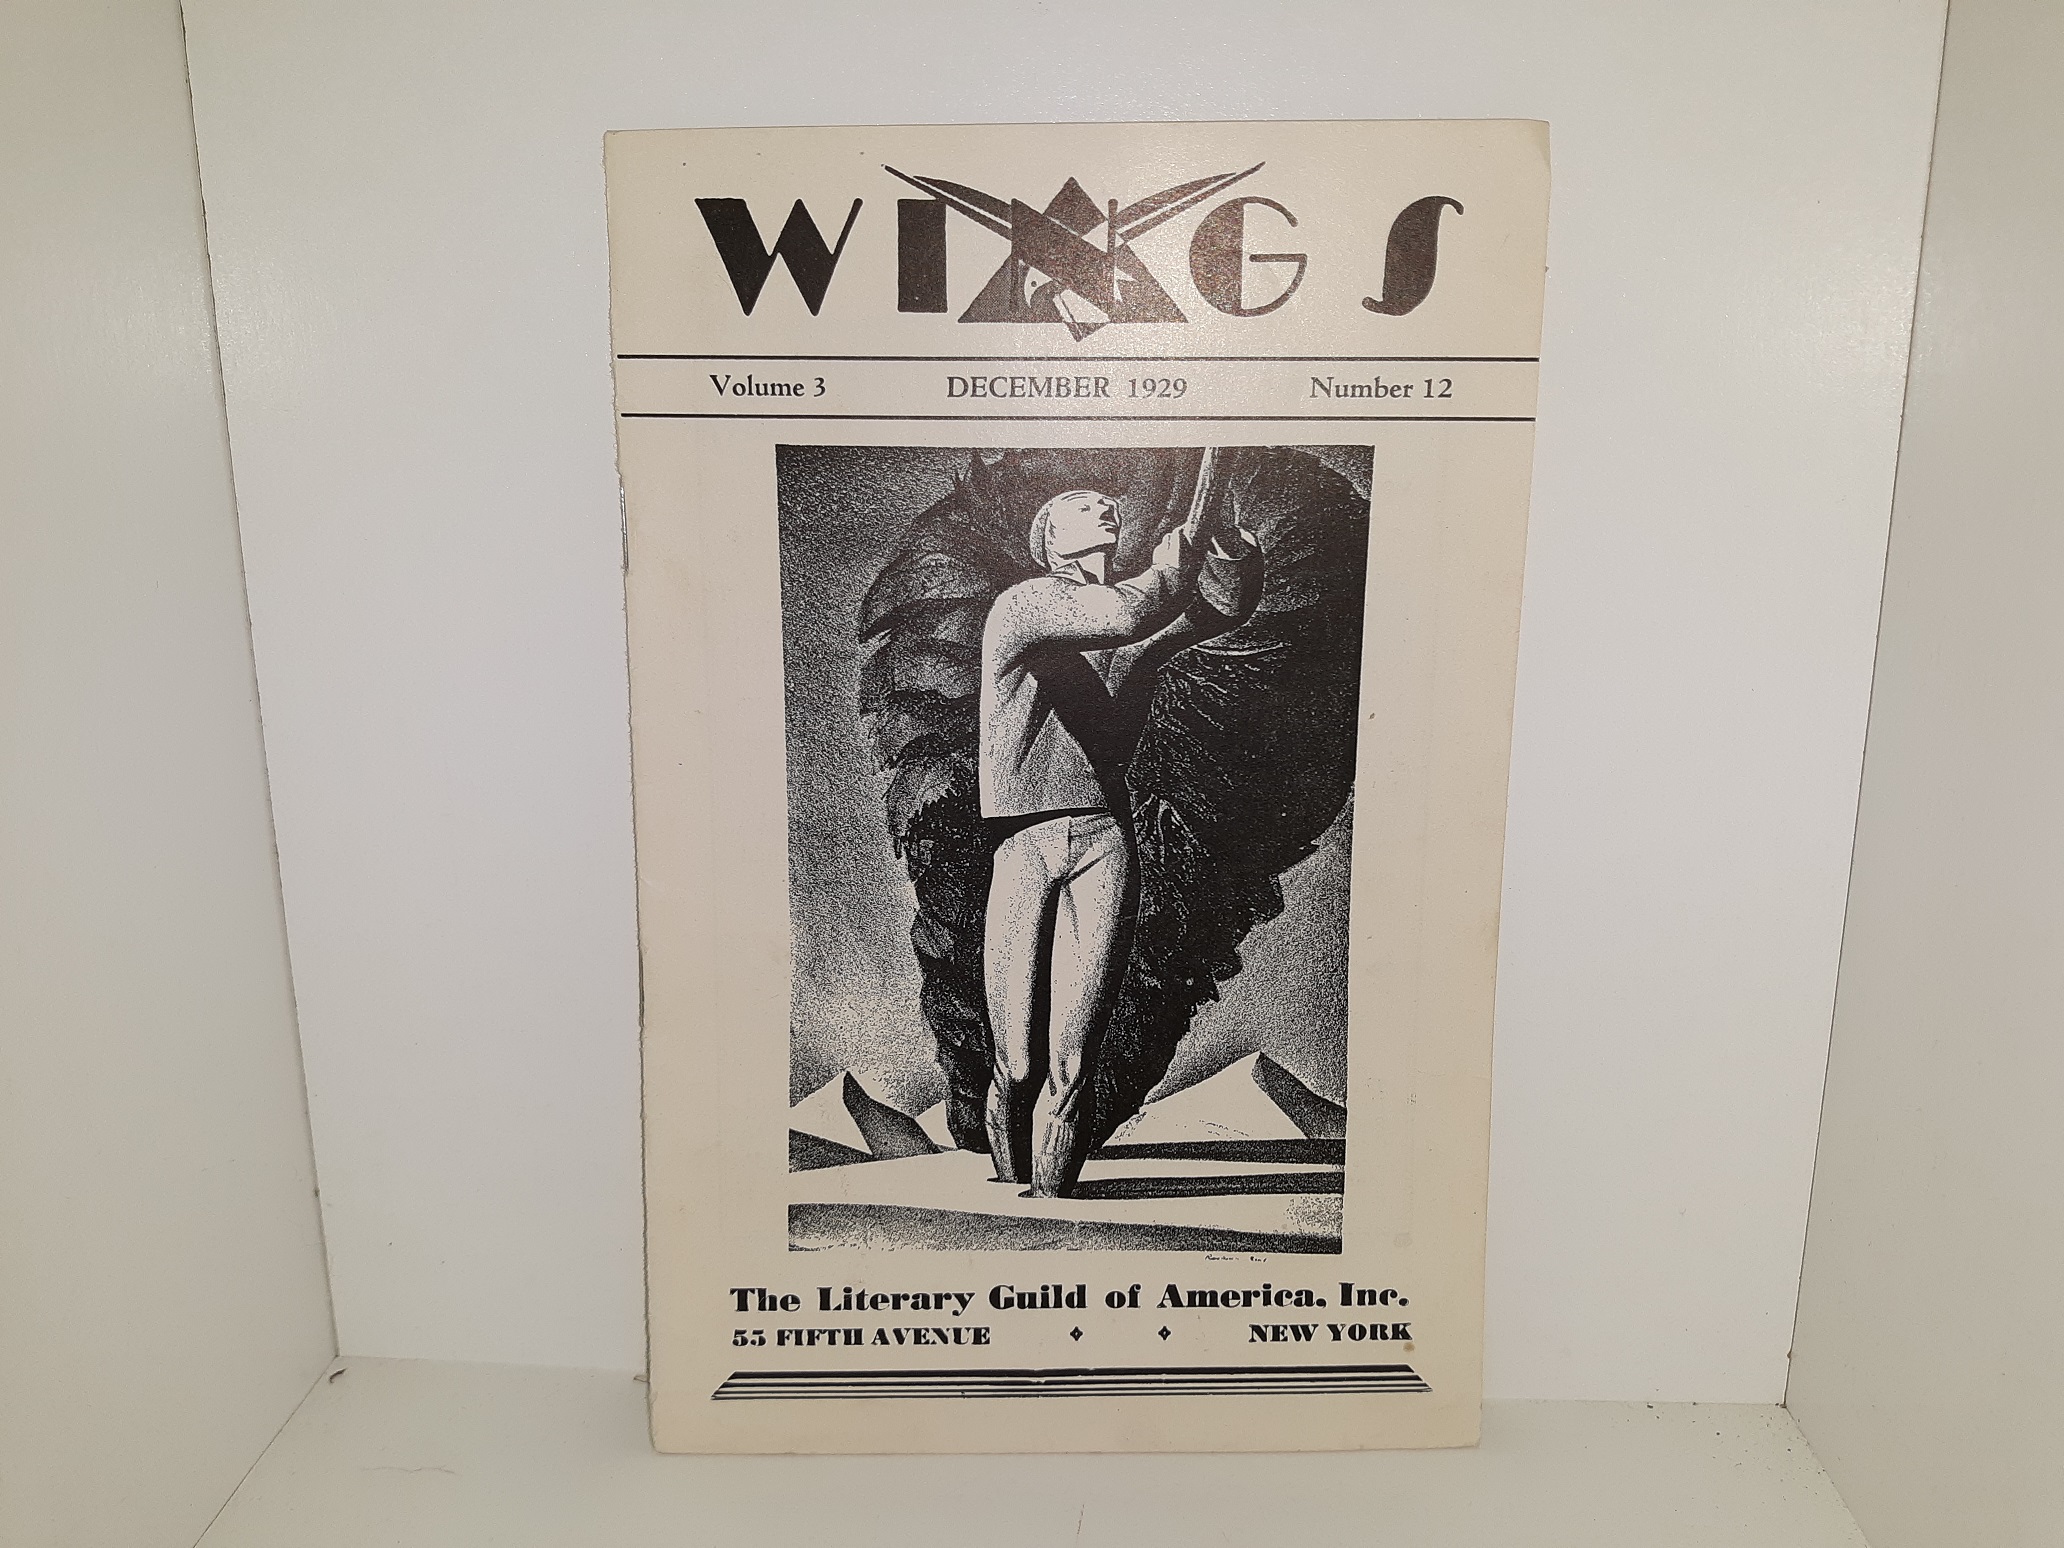 WINGS
Volume 3 DECEMBER 1929 Number 12
The Literary Guild of America, Inc.
55 FIFTH AVENUE NEW YORK